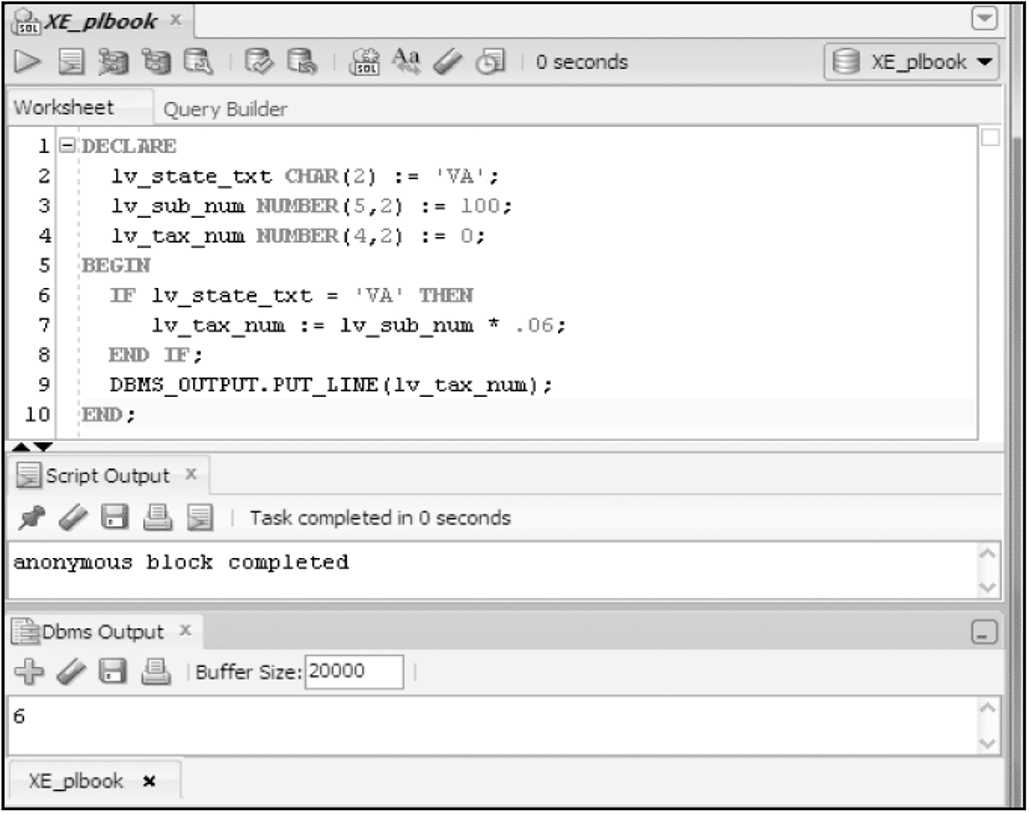 XE_plbook
0 seconds
XE_plbook
Worksheet Query Builder
1 DECLARE
2 lv_state_txt CHAR(2) := 'VA';
3 lv_sub_num NUMBER(5,2) := 100;
4 lv_tax_num NUMBER(4,2) := 0;
5 BEGIN
6 IF lv_state_txt = 'VA' THEN
7 lv_tax_num := lv_sub_num * .06;
8 END IF;
9 DBMS_OUTPUT.PUT_LINE(lv_tax_num);
10 END;
Script Output
Task completed in 0 seconds
anonymous block completed
Dbms Output
Buffer Size: 20000
6
XE_plbook